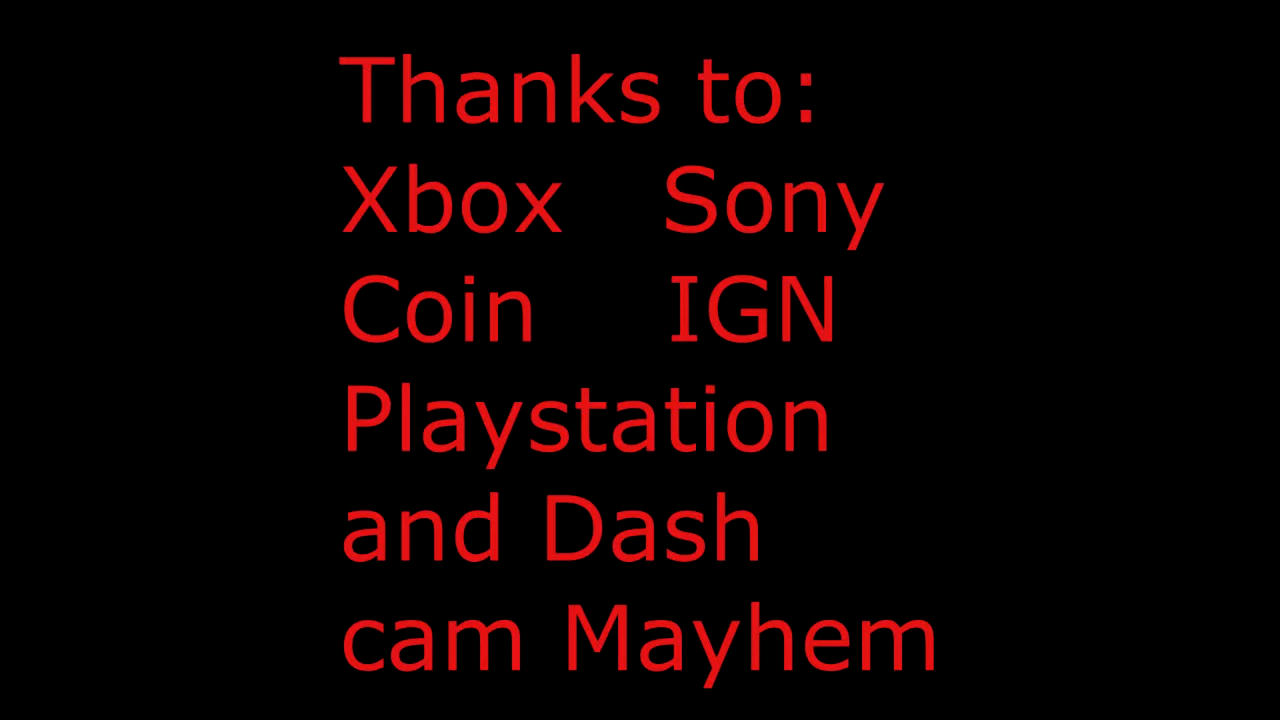 Thanks to:
Xbox Sony
Coin IGN
Playstation
and Dash
cam Mayhem